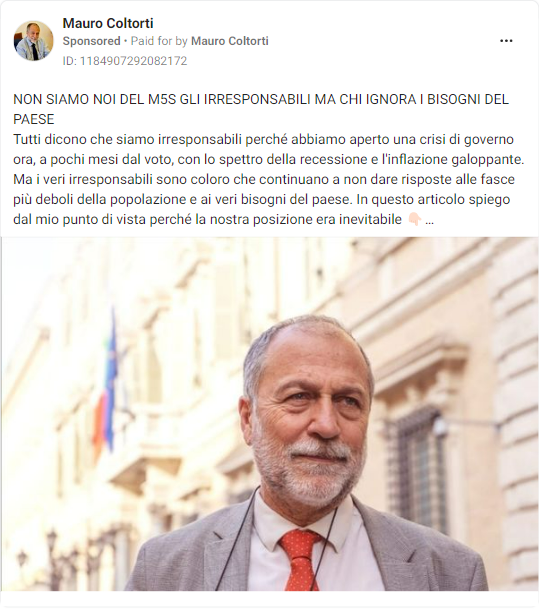 Mauro Coltorti
Sponsored • Paid for by Mauro Coltorti
ID: 1184907292082172
NON SIAMO NOI DEL M5S GLI IRRESPONSABILI MA CHI IGNORA I BISOGNI DEL
PAESE
Tutti dicono che siamo irresponsabili perché abbiamo aperto una crisi di governo
ora, a pochi mesi dal voto, con lo spettro della recessione e l'inflazione galoppante.
Ma i veri irresponsabili sono coloro che continuano a non dare risposte alle fasce
più deboli della popolazione e ai veri bisogni del paese. In questo articolo spiego
dal mio punto di vista perché la nostra posizione era inevitabile 👇🏻 ...